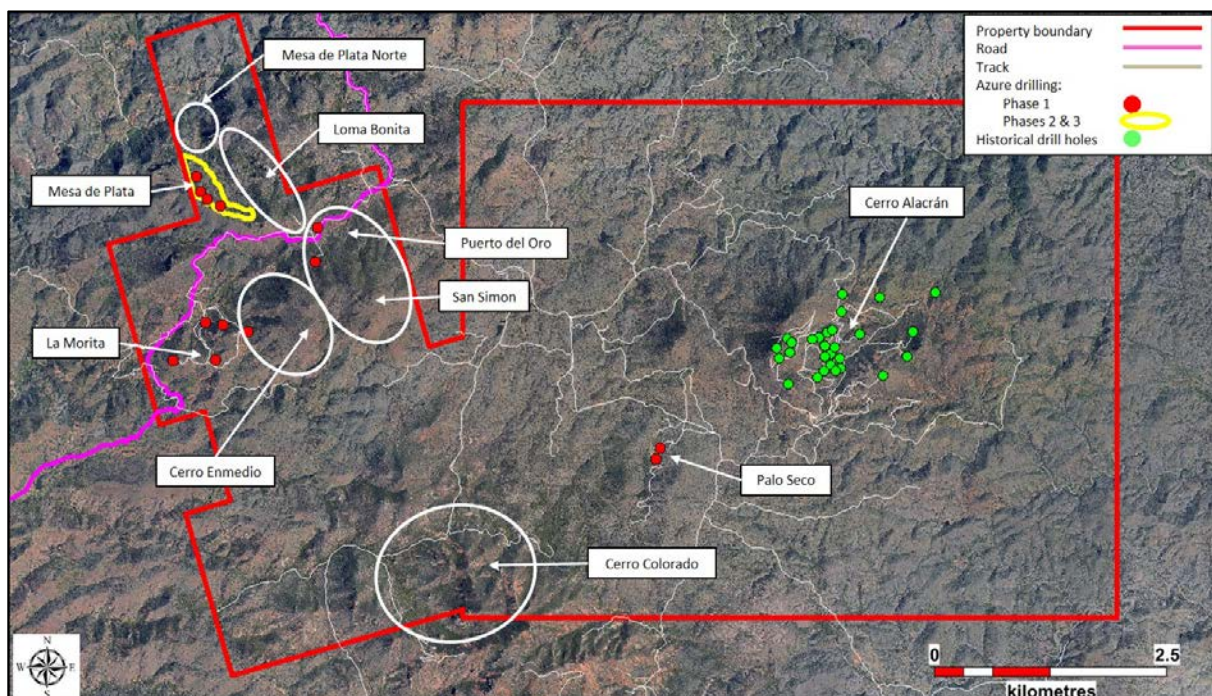 Property boundary
Road
Track
Azure drilling:
Phase 1
Phases 2 & 3
Historical drill holes
Mesa de Plata Norte
Loma Bonita
Mesa de Plata
Cerro Alacrán
Puerto del Oro
San Simon
La Morita
Cerro Enmedio
Palo Seco
Cerro Colorado
N
W E
S
0 2.5
kilometres